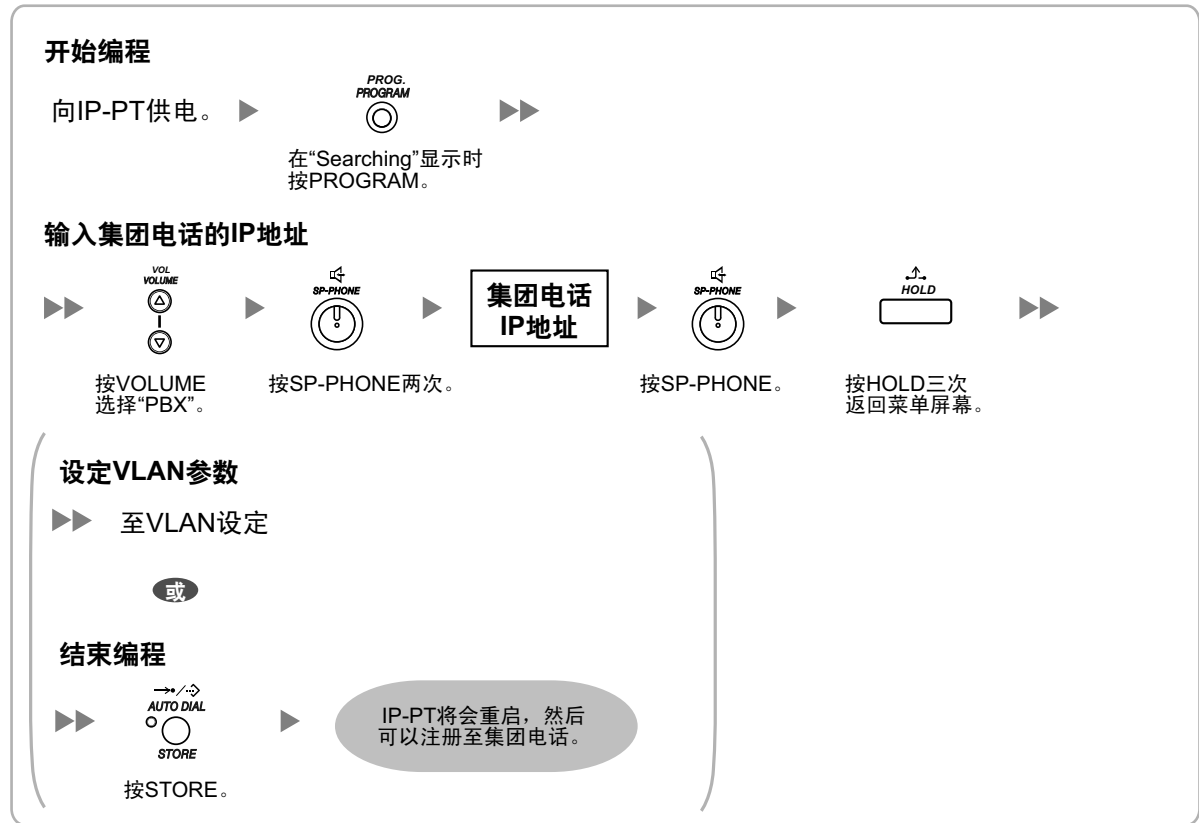 开始编程
向IP-PT供电。
PROG.
PROGRAM
在“Searching”显示时
按PROGRAM。
输入集团电话的IP地址
VOL
VOLUME
按VOLUME
选择“PBX”。
SP-PHONE
按SP-PHONE两次。
集团电话
IP地址
SP-PHONE
按SP-PHONE。
HOLD
按HOLD三次
返回菜单屏幕。
设定VLAN参数
至VLAN设定
或
结束编程
AUTO DIAL
STORE
按STORE。
IP-PT将会重启，然后
可以注册至集团电话。